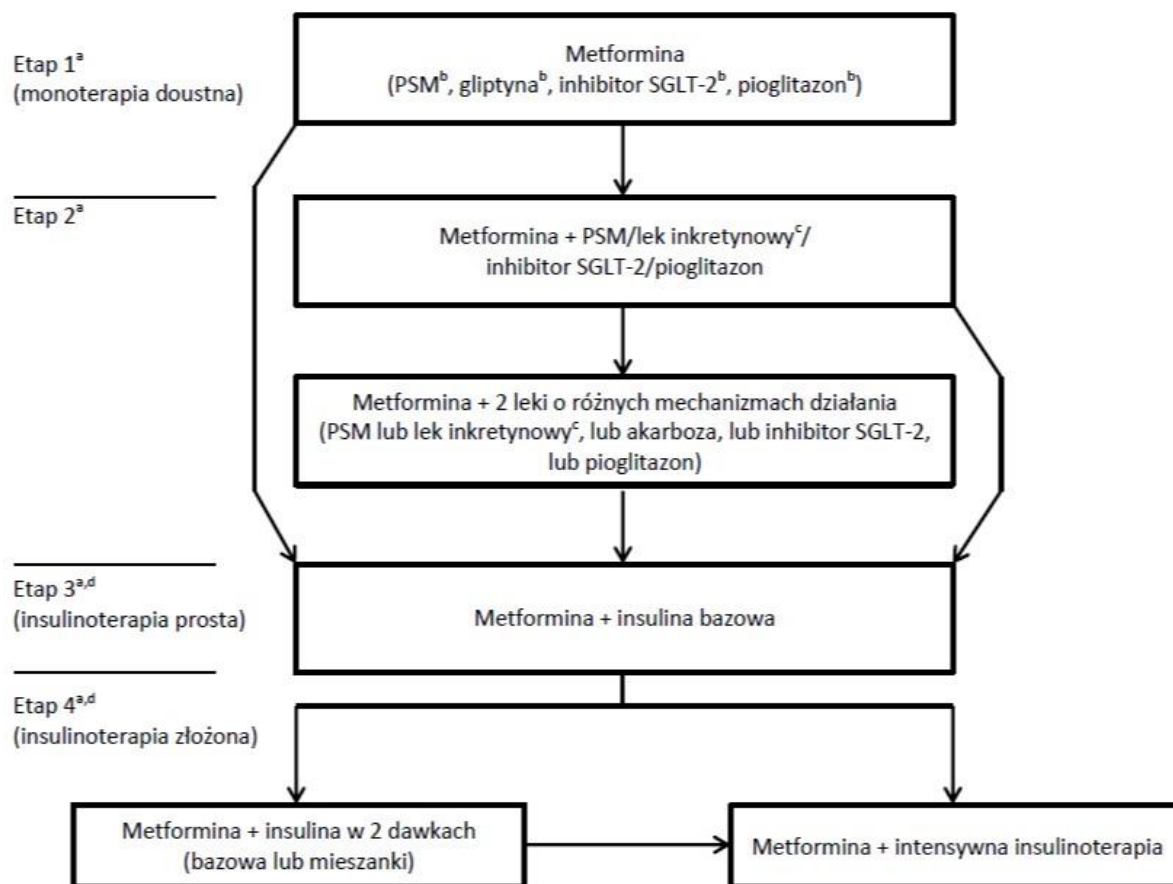 Etap 1ᵃ
(monoterapia doustna)
Metformina
(PSMᵇ, gliptynaᵇ, inhibitor SGLT-2ᵇ, pioglitazonᵇ)
Etap 2ᵃ
Metformina + PSM/lek inkretynowyᶜ/
inhibitor SGLT-2/pioglitazon
Metformina + 2 leki o różnych mechanizmach działania
(PSM lub lek inkretynowyᶜ, lub akarboza, lub inhibitor SGLT-2,
lub pioglitazon)
Etap 3ᵃ,ᵈ
(insulinoterapia prosta)
Metformina + insulina bazowa
Etap 4ᵃ,ᵈ
(insulinoterapia złożona)
Metformina + insulina w 2 dawkach
(bazowa lub mieszanki)
Metformina + intensywna insulinoterapia